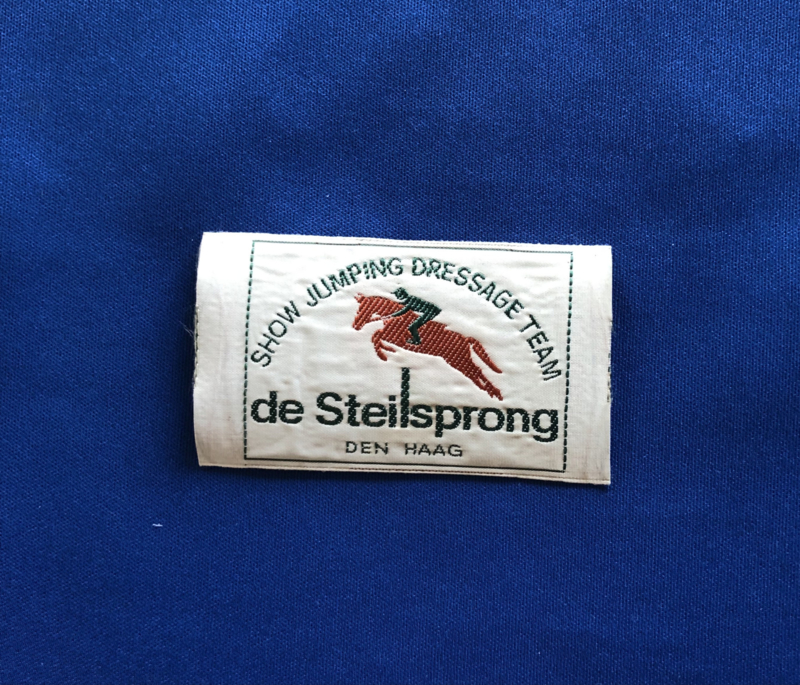 SHOW JUMPING DRESSAGE TEAM
de Steilsprong
DEN HAAG